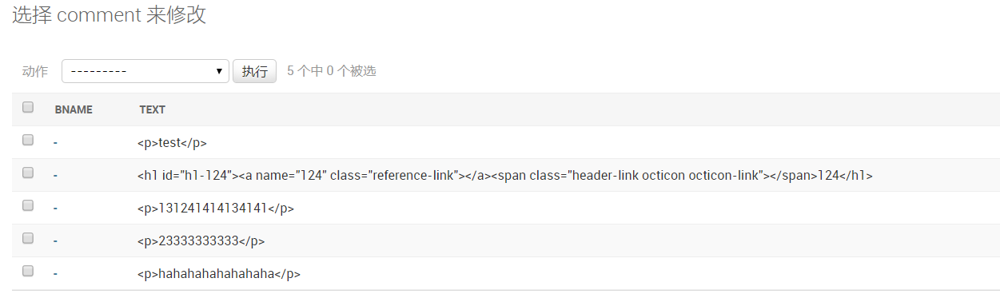 选择 comment 来修改
动作 --------- 执行 5 个中 0 个被选
BNAME TEXT
- <p>test</p>
- <h1 id="h1-124"><a name="124" class="reference-link"></a><span class="header-link octicon octicon-link"></span>124</h1>
- <p>131241414134141</p>
- <p>23333333333</p>
- <p>hahahahahahahaha</p>